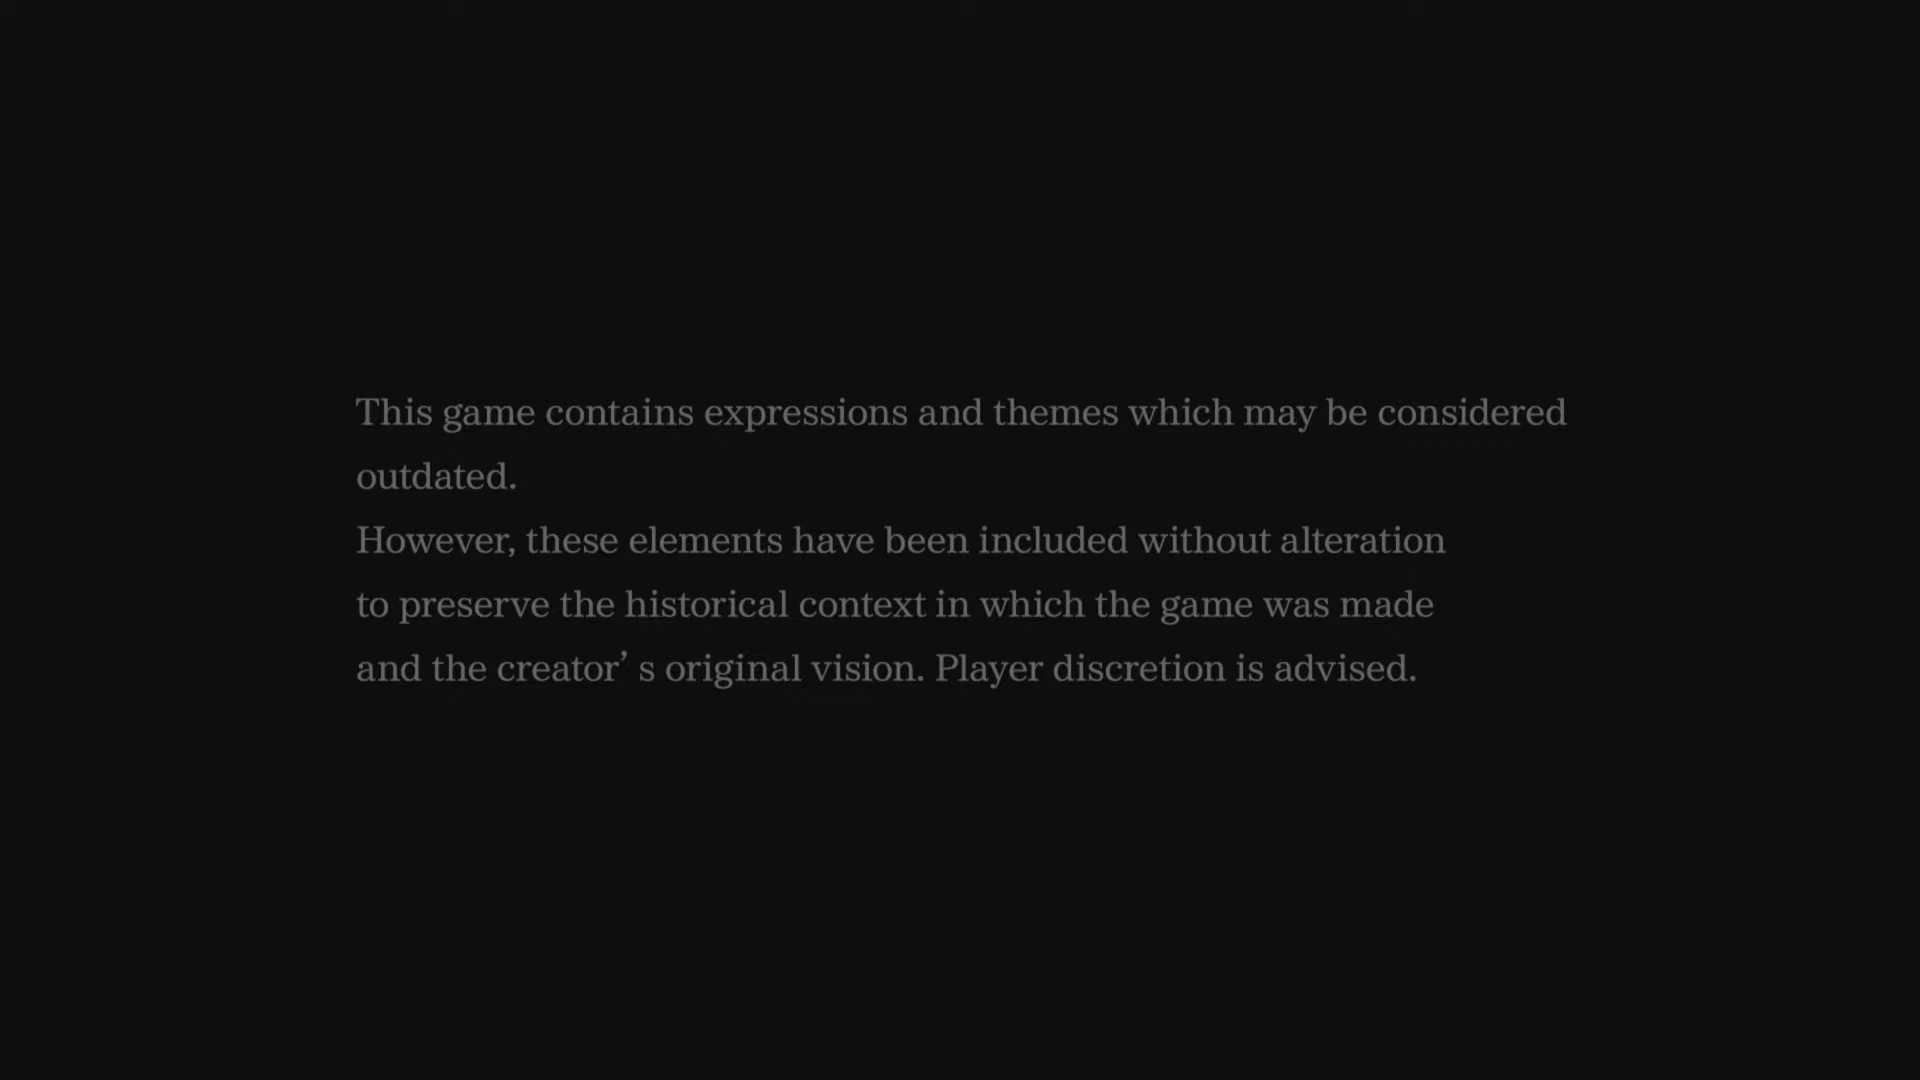 This game contains expressions and themes which may be considered
outdated.
However, these elements have been included without alteration
to preserve the historical context in which the game was made
and the creator’ s original vision. Player discretion is advised.